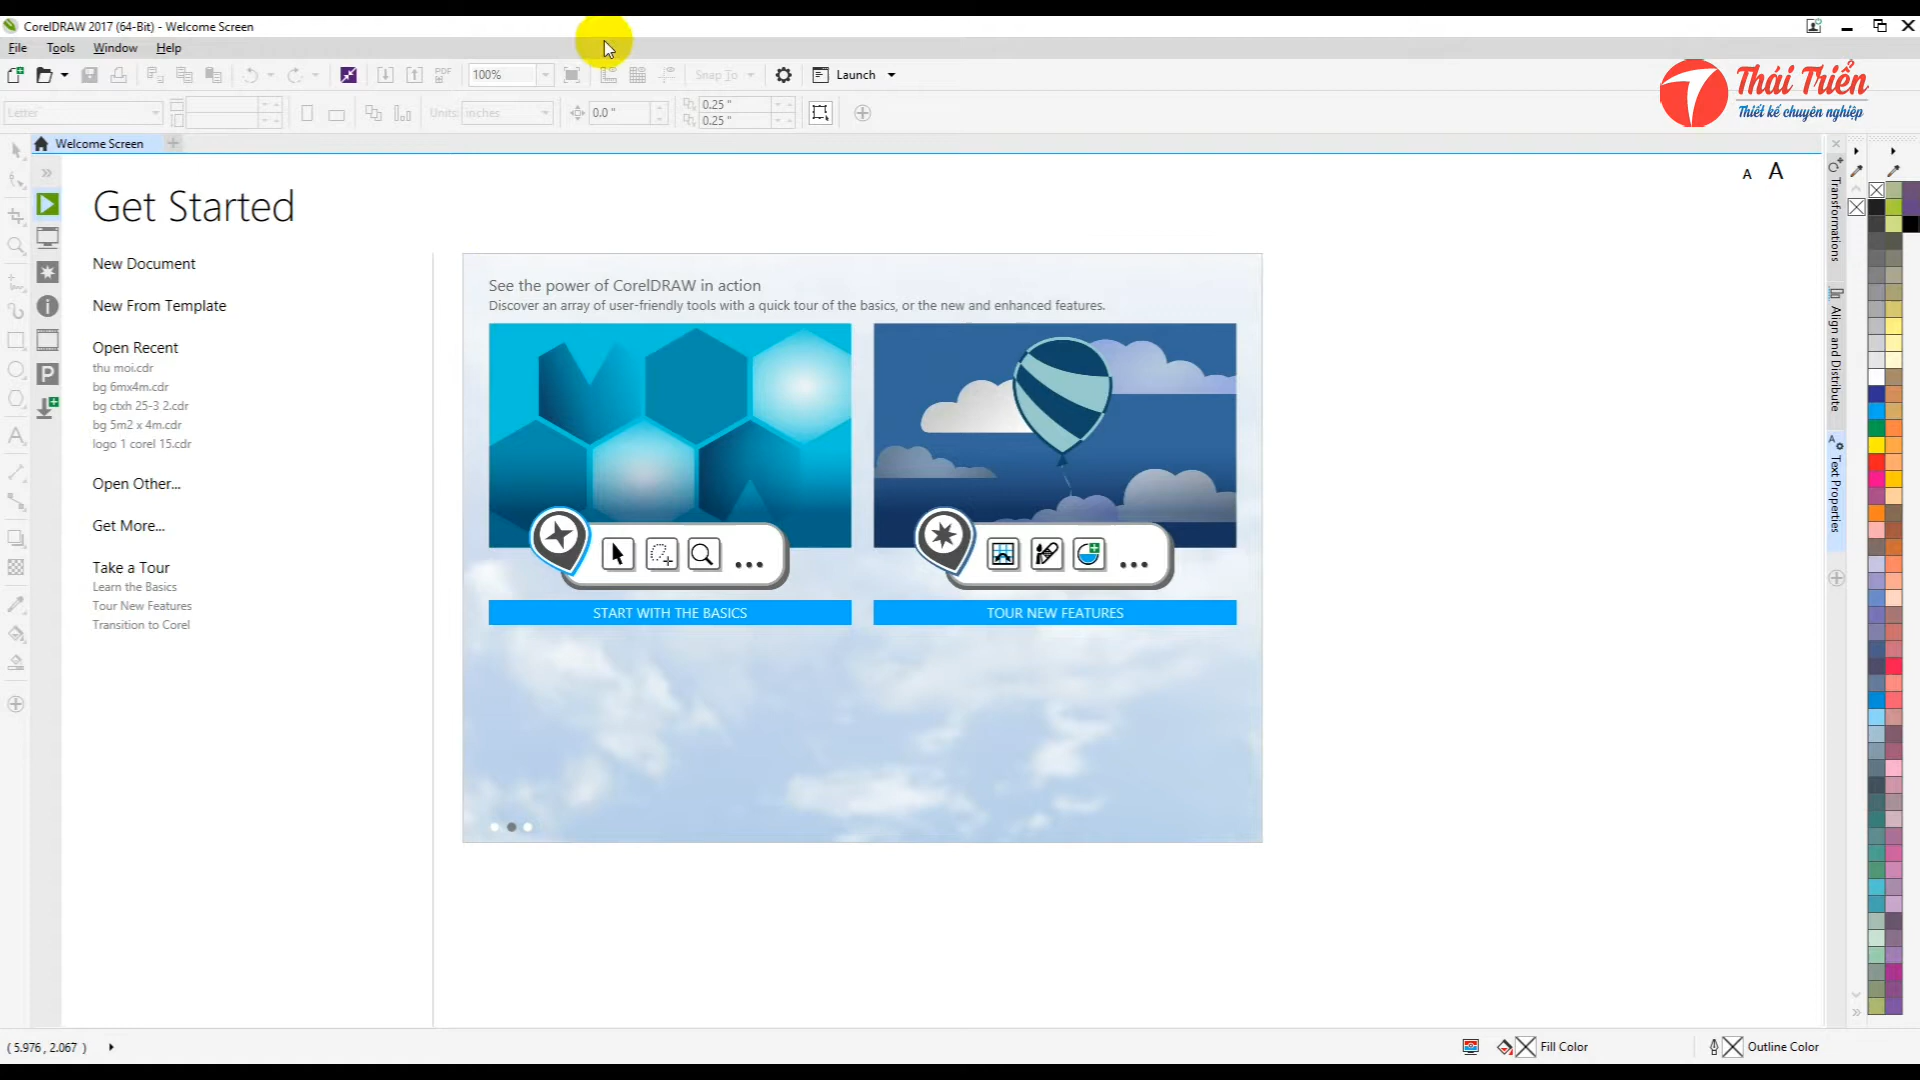 CorelDRAW 2017 (64-Bit) - Welcome Screen
File Tools Window Help
PDF 100% Snap To Launch
Letter Units: inches 0.0 " 0.25 "
0.25 "
Thái Triển
Thiết kế chuyên nghiệp
Welcome Screen
A A
Get Started
New Document
New From Template
Open Recent
thu moi.cdr
bg 6mx4m.cdr
bg ctxh 25-3 2.cdr
bg 5m2 x 4m.cdr
logo 1 corel 15.cdr
Open Other...
Get More...
Take a Tour
Learn the Basics
Tour New Features
Transition to Corel
See the power of CorelDRAW in action
Discover an array of user-friendly tools with a quick tour of the basics, or the new and enhanced features.
START WITH THE BASICS
TOUR NEW FEATURES
Transformations
Align and Distribute
Text Properties
( 5.976 , 2.067 )
Fill Color
Outline Color